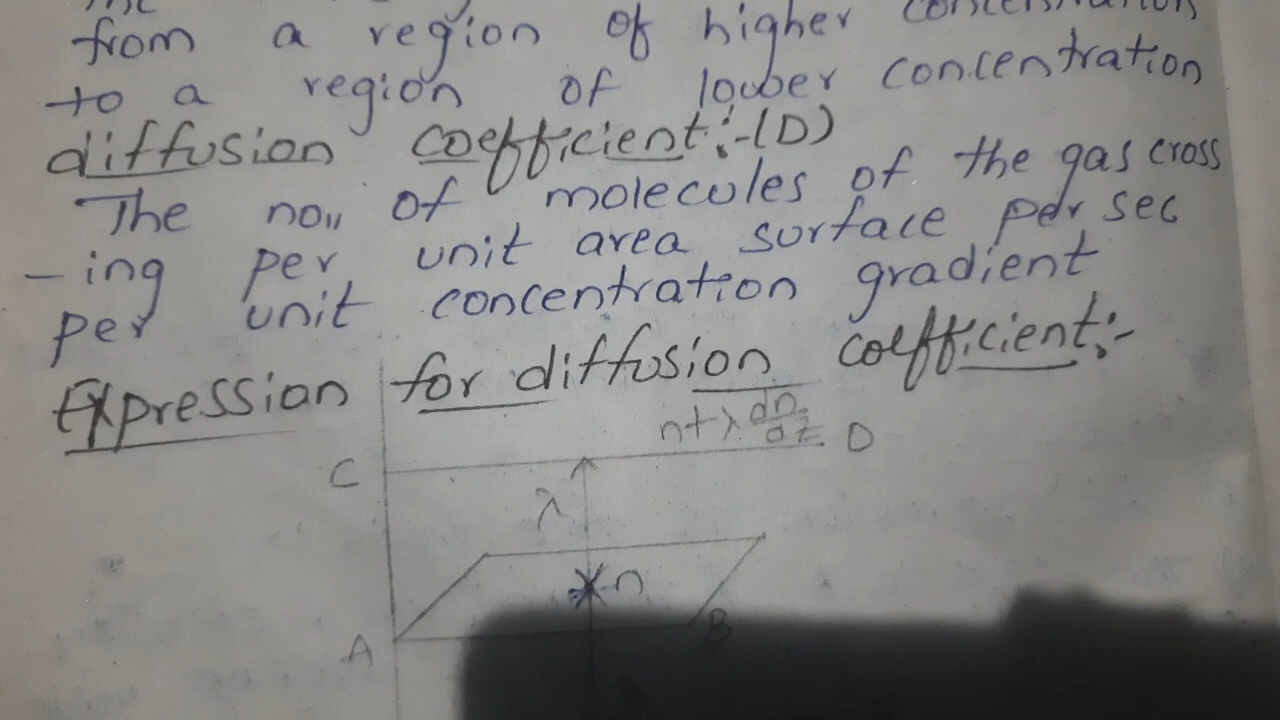 from a region of higher concentration
to a region of lower concentration
diffusion coefficient:-(D)
The no,, of molecules of the gas cross
-ing per unit area surface per sec
per unit concentration gradient
Expression for diffusion coefficient:-
n+λ dn/dz
C D
λ
n
A B